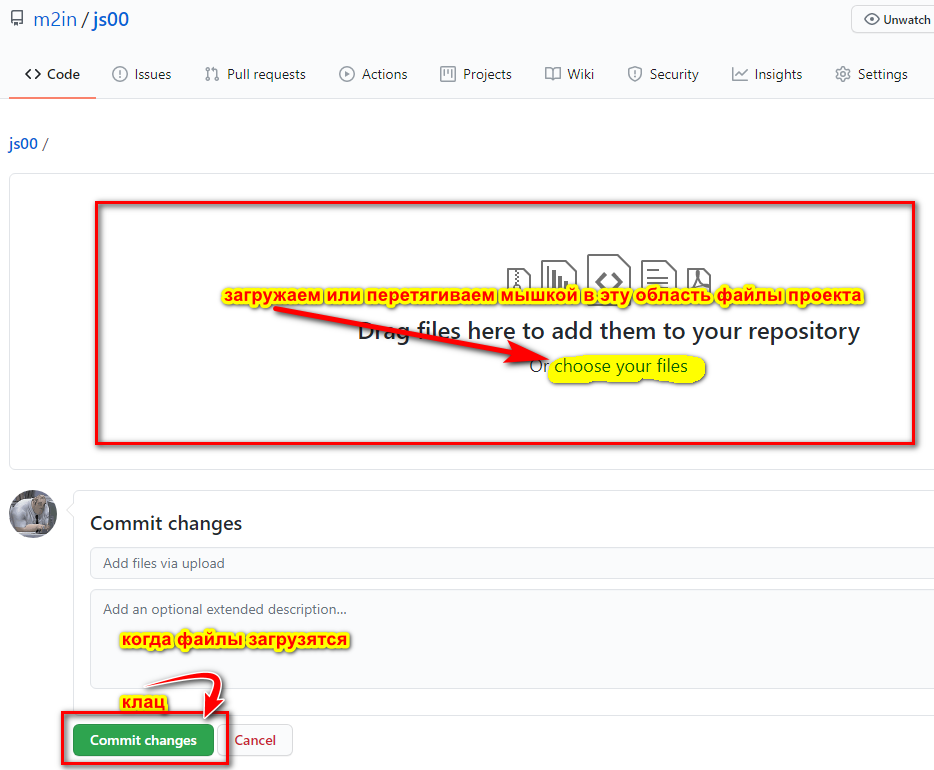 m2in / js00
Unwatch
Code Issues Pull requests Actions Projects Wiki Security Insights Settings
js00 /
загружаем или перетягиваем мышкой в эту область файлы проекта
Drag files here to add them to your repository
Or choose your files
Commit changes
Add files via upload
Add an optional extended description...
когда файлы загрузятся
клац
Commit changes Cancel